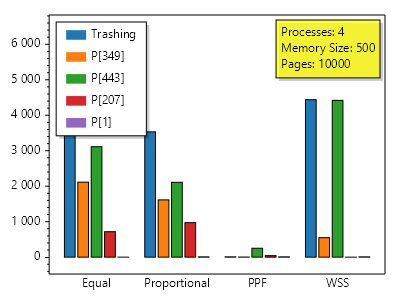 Trashing
P[349]
P[443]
P[207]
P[1]
Processes: 4
Memory Size: 500
Pages: 10000
6 000
5 000
4 000
3 000
2 000
1 000
0
Equal
Proportional
PPF
WSS